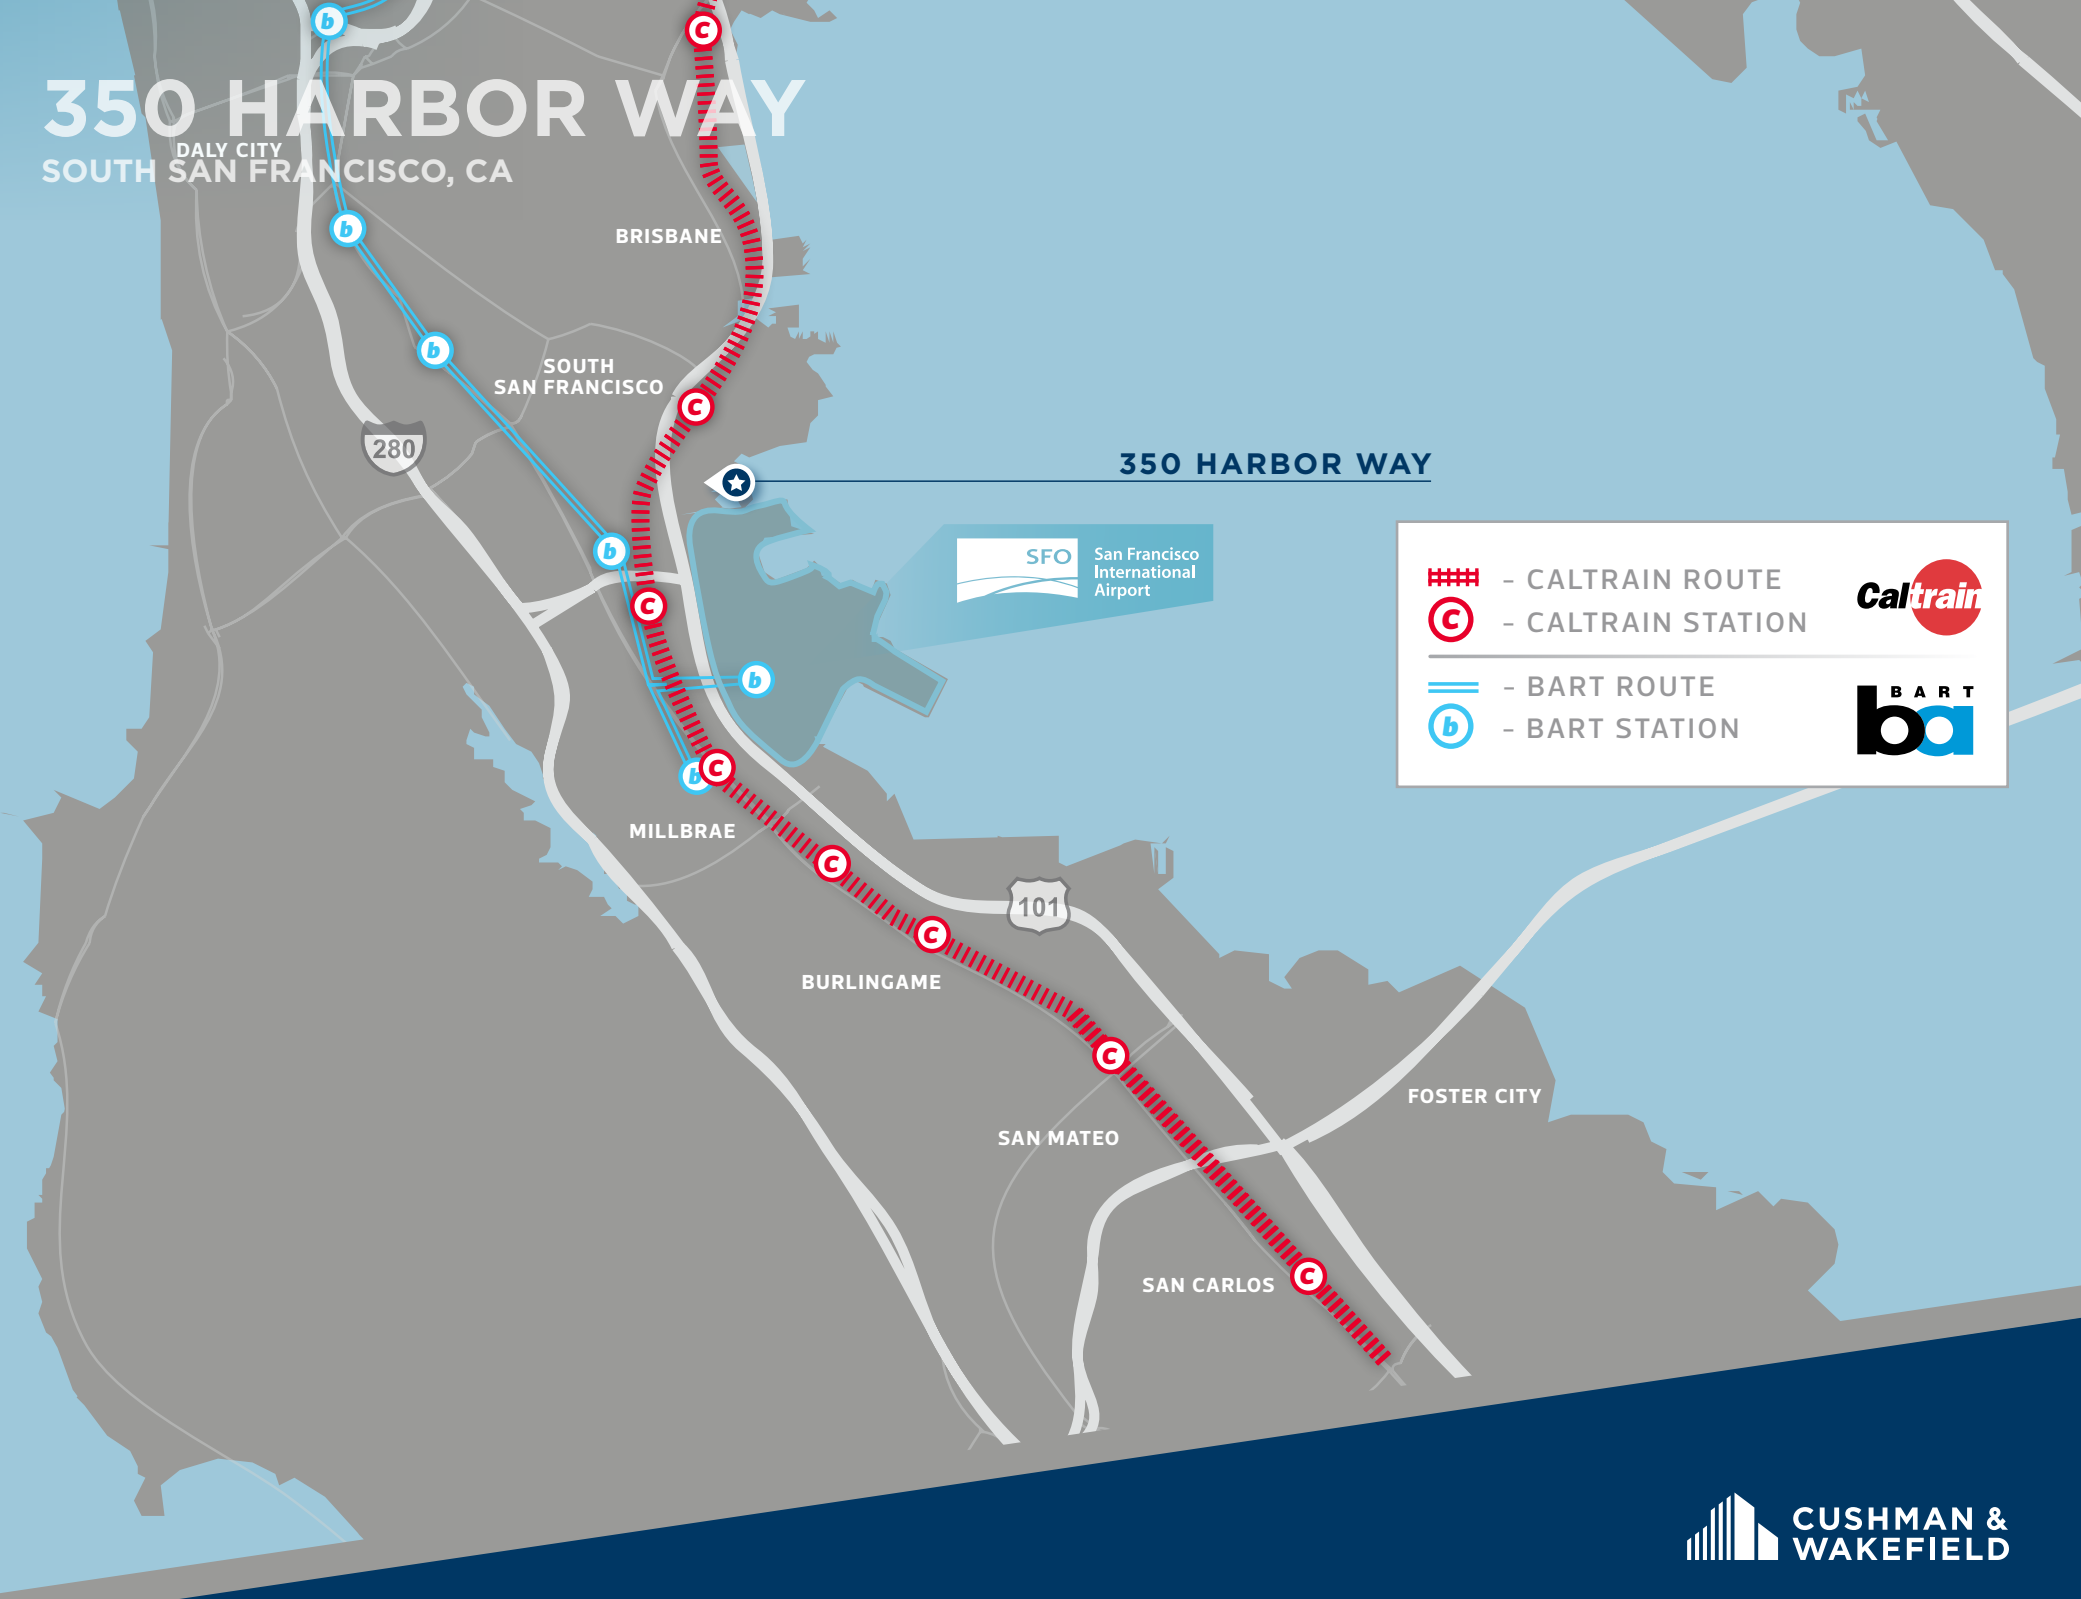 350 HARBOR WAY
DALY CITY
SOUTH SAN FRANCISCO, CA
BRISBANE
SOUTH
SAN FRANCISCO
280
350 HARBOR WAY
SFO
San Francisco
International
Airport
- CALTRAIN ROUTE
- CALTRAIN STATION
Caltrain
- BART ROUTE
- BART STATION
BART
ba
MILLBRAE
101
BURLINGAME
FOSTER CITY
SAN MATEO
SAN CARLOS
CUSHMAN &
WAKEFIELD
b
b
b
b
b
b
b
C
C
C
C
C
C
C
C
C